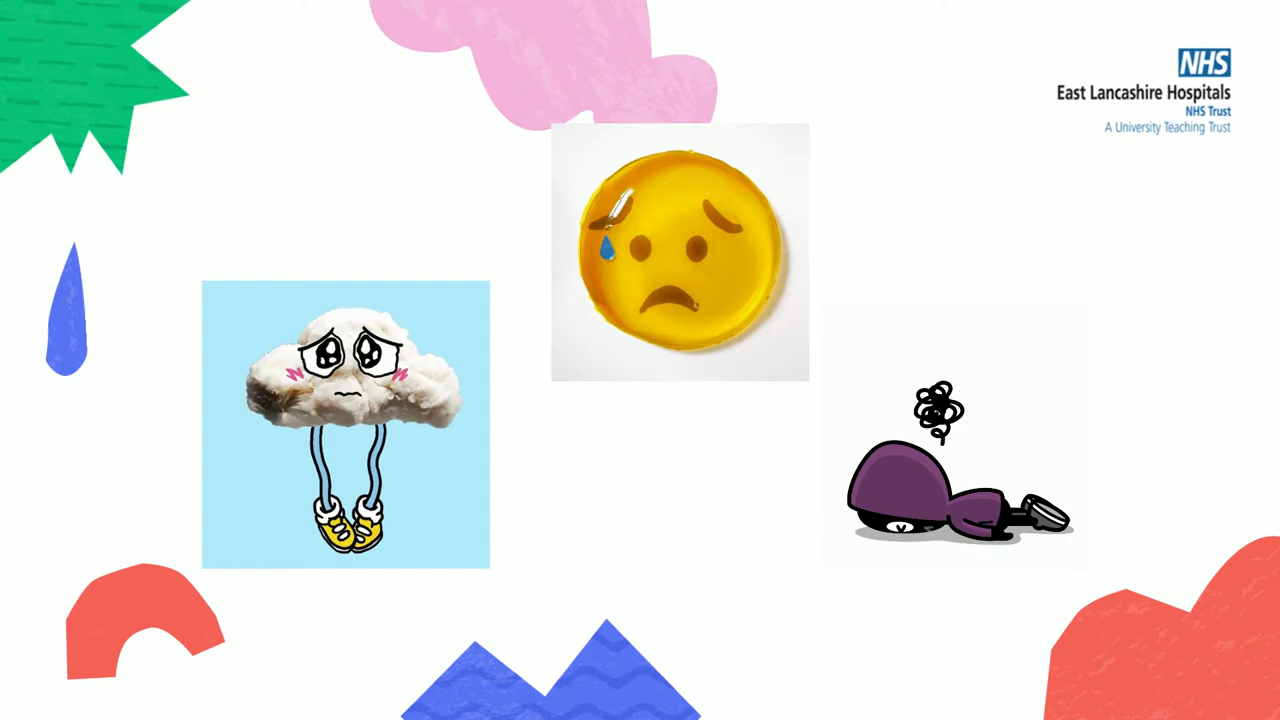 NHS
East Lancashire Hospitals
NHS Trust
A University Teaching Trust